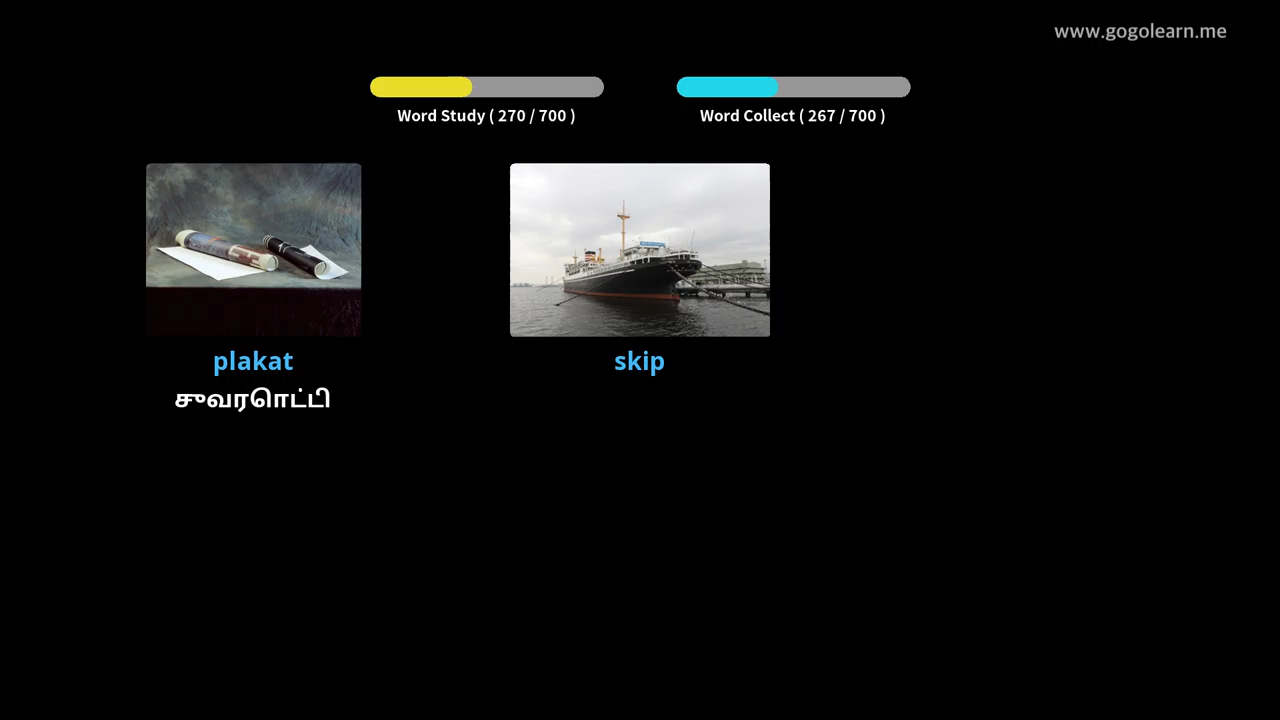 www.gogolearn.me
Word Study ( 270 / 700 )
Word Collect ( 267 / 700 )
plakat
skip
சுவரொட்டி